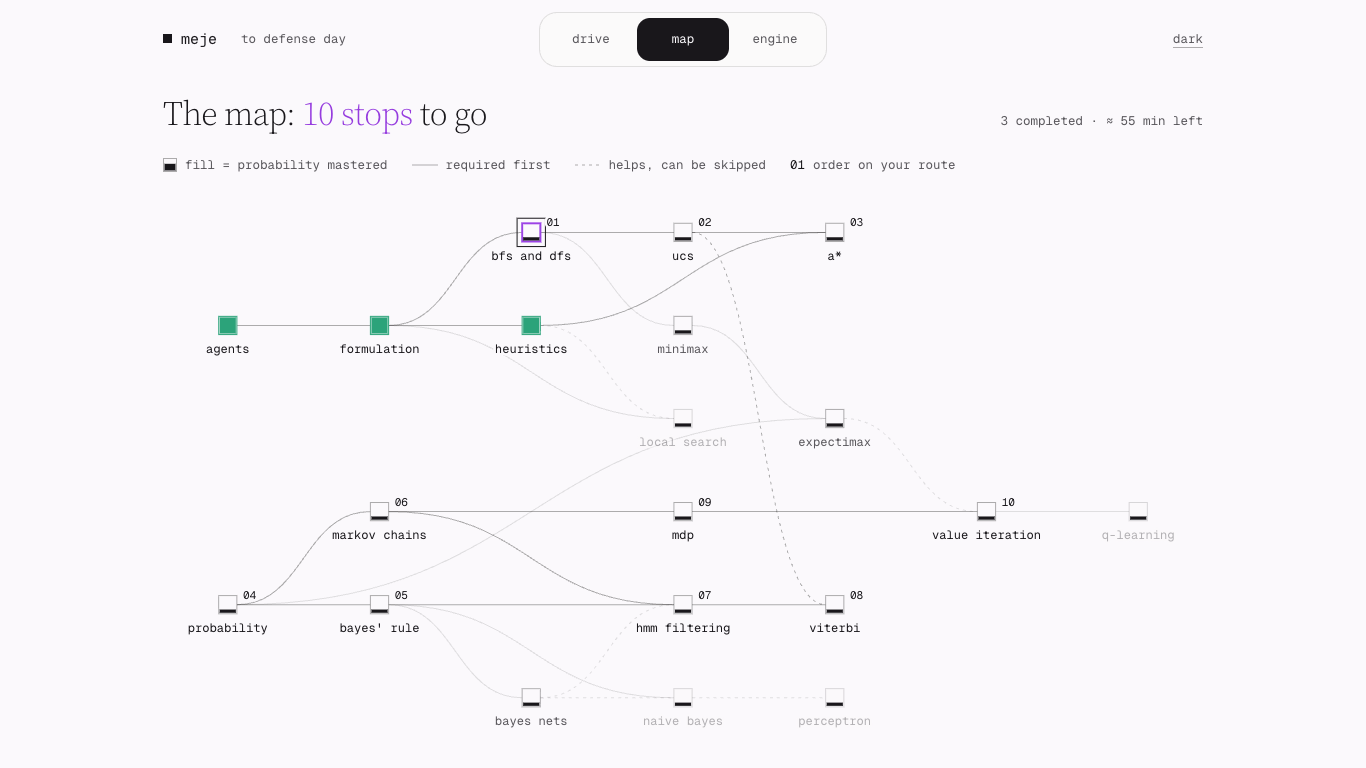 meje to defense day drive map engine dark
The map: 10 stops to go
3 completed · ≈ 55 min left
fill = probability mastered required first helps, can be skipped 01 order on your route
01 02 03
bfs and dfs ucs a*
agents formulation heuristics minimax
local search expectimax
06 09 10
markov chains mdp value iteration q-learning
04 05 07 08
probability bayes' rule hmm filtering viterbi
bayes nets naive bayes perceptron